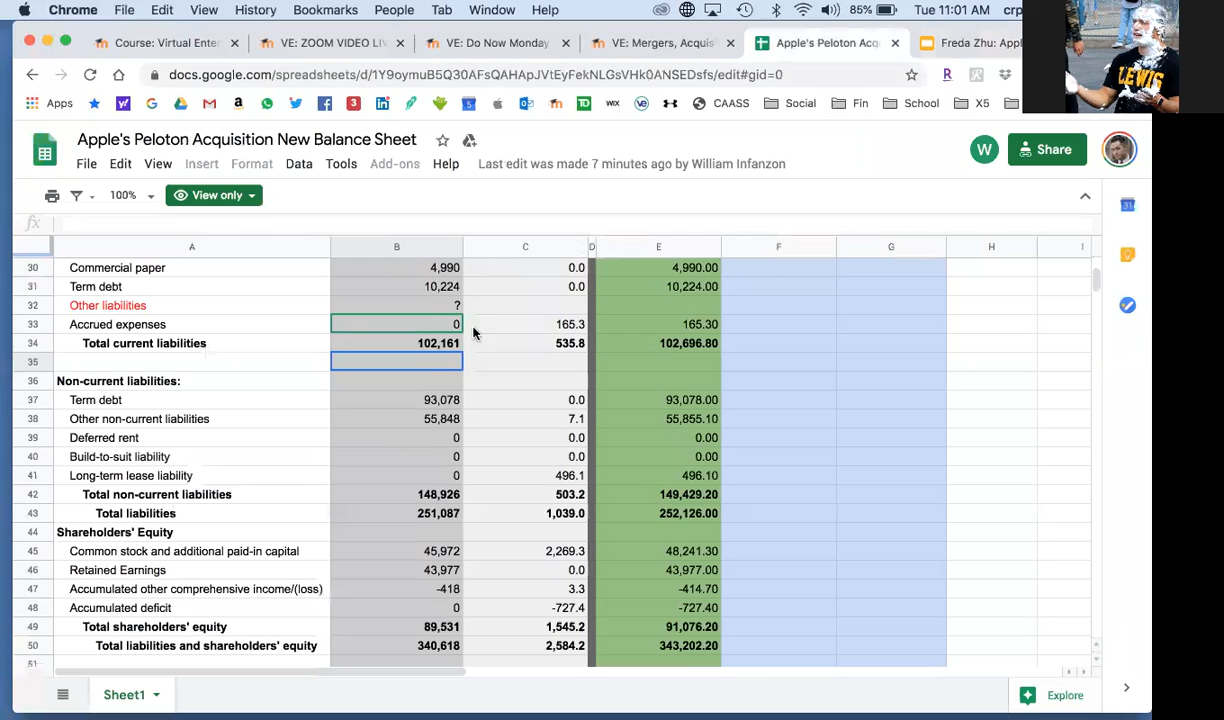 Chrome File Edit View History Bookmarks People Tab Window Help 85% Tue 11:01 AM crp
Course: Virtual Enter VE: ZOOM VIDEO LI VE: Do Now Monday VE: Mergers, Acquis Apple's Peloton Acqui Freda Zhu: Appl
docs.google.com/spreadsheets/d/1Y9oymuB5Q30AFsQAHApJVtEyFekNLGsVHk0ANSEDsfs/edit#gid=0
Apps CAASS Social Fin School X5
LEWIS
Apple's Peloton Acquisition New Balance Sheet
File Edit View Insert Format Data Tools Add-ons Help Last edit was made 7 minutes ago by William Infanzon
W Share
100% View only
fx
A B C D E F G H I
30 Commercial paper 4,990 0.0 4,990.00
31 Term debt 10,224 0.0 10,224.00
32 Other liabilities ?
33 Accrued expenses 0 165.3 165.30
34 Total current liabilities 102,161 535.8 102,696.80
35
36 Non-current liabilities:
37 Term debt 93,078 0.0 93,078.00
38 Other non-current liabilities 55,848 7.1 55,855.10
39 Deferred rent 0 0.0 0.00
40 Build-to-suit liability 0 0.0 0.00
41 Long-term lease liability 0 496.1 496.10
42 Total non-current liabilities 148,926 503.2 149,429.20
43 Total liabilities 251,087 1,039.0 252,126.00
44 Shareholders' Equity
45 Common stock and additional paid-in capital 45,972 2,269.3 48,241.30
46 Retained Earnings 43,977 0.0 43,977.00
47 Accumulated other comprehensive income/(loss) -418 3.3 -414.70
48 Accumulated deficit 0 -727.4 -727.40
49 Total shareholders' equity 89,531 1,545.2 91,076.20
50 Total liabilities and shareholders' equity 340,618 2,584.2 343,202.20
51
Sheet1 Explore